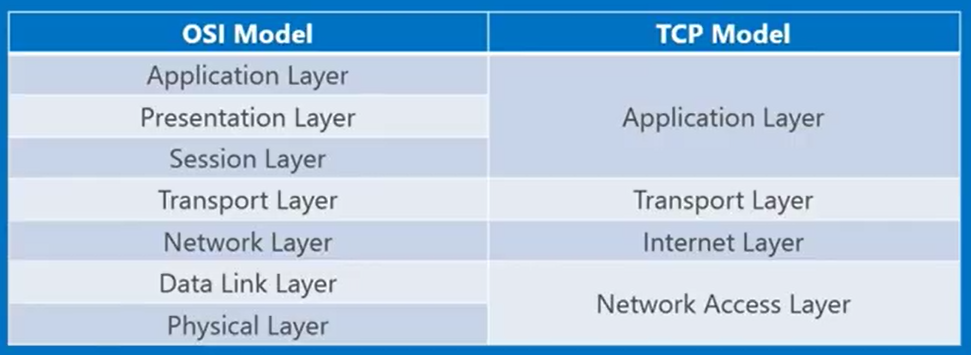 OSI Model
TCP Model
Application Layer
Presentation Layer
Session Layer
Application Layer
Transport Layer
Transport Layer
Network Layer
Internet Layer
Data Link Layer
Physical Layer
Network Access Layer